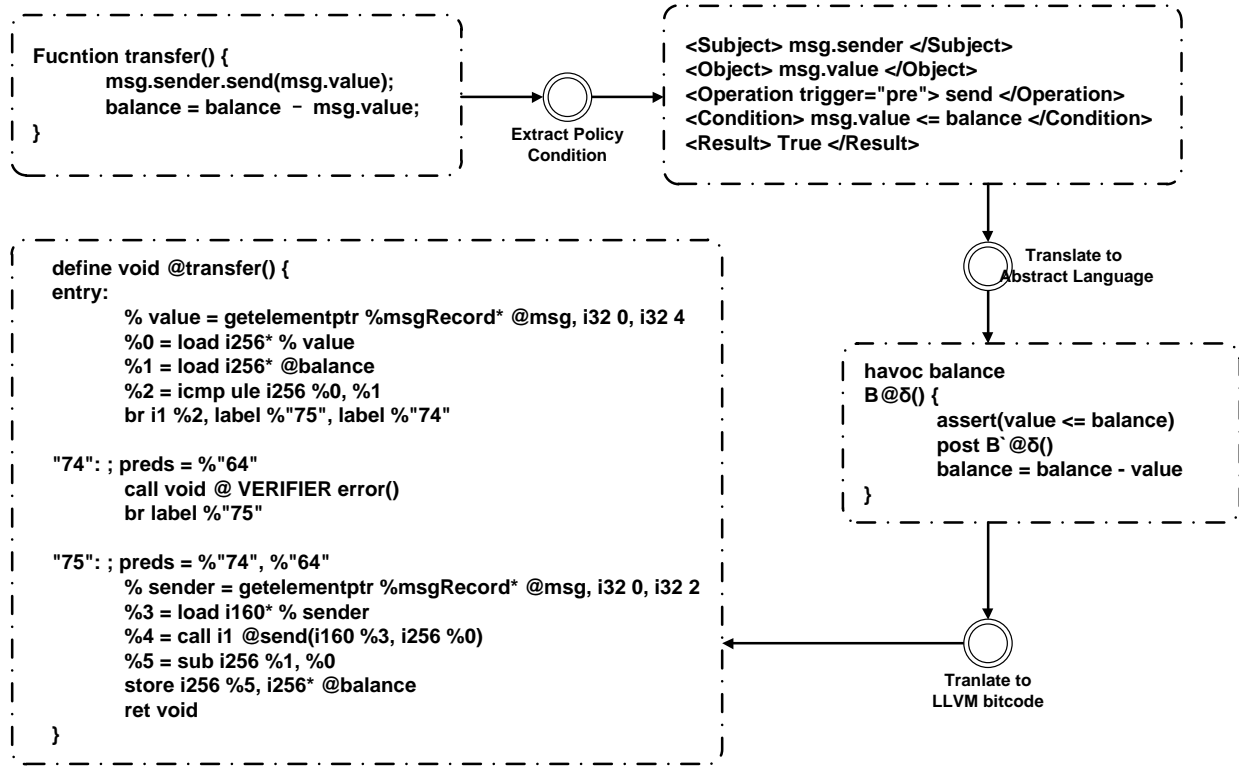 Fucntion transfer() {
msg.sender.send(msg.value);
balance = balance – msg.value;
}
Extract Policy
Condition
<Subject> msg.sender </Subject>
<Object> msg.value </Object>
<Operation trigger="pre"> send </Operation>
<Condition> msg.value <= balance </Condition>
<Result> True </Result>
Translate to
Abstract Language
havoc balance
B@δ() {
assert(value <= balance)
post B`@δ()
balance = balance - value
}
Tranlate to
LLVM bitcode
define void @transfer() {
entry:
% value = getelementptr %msgRecord* @msg, i32 0, i32 4
%0 = load i256* % value
%1 = load i256* @balance
%2 = icmp ule i256 %0, %1
br i1 %2, label %"75", label %"74"
"74": ; preds = %"64"
call void @ VERIFIER error()
br label %"75"
"75": ; preds = %"74", %"64"
% sender = getelementptr %msgRecord* @msg, i32 0, i32 2
%3 = load i160* % sender
%4 = call i1 @send(i160 %3, i256 %0)
%5 = sub i256 %1, %0
store i256 %5, i256* @balance
ret void
}